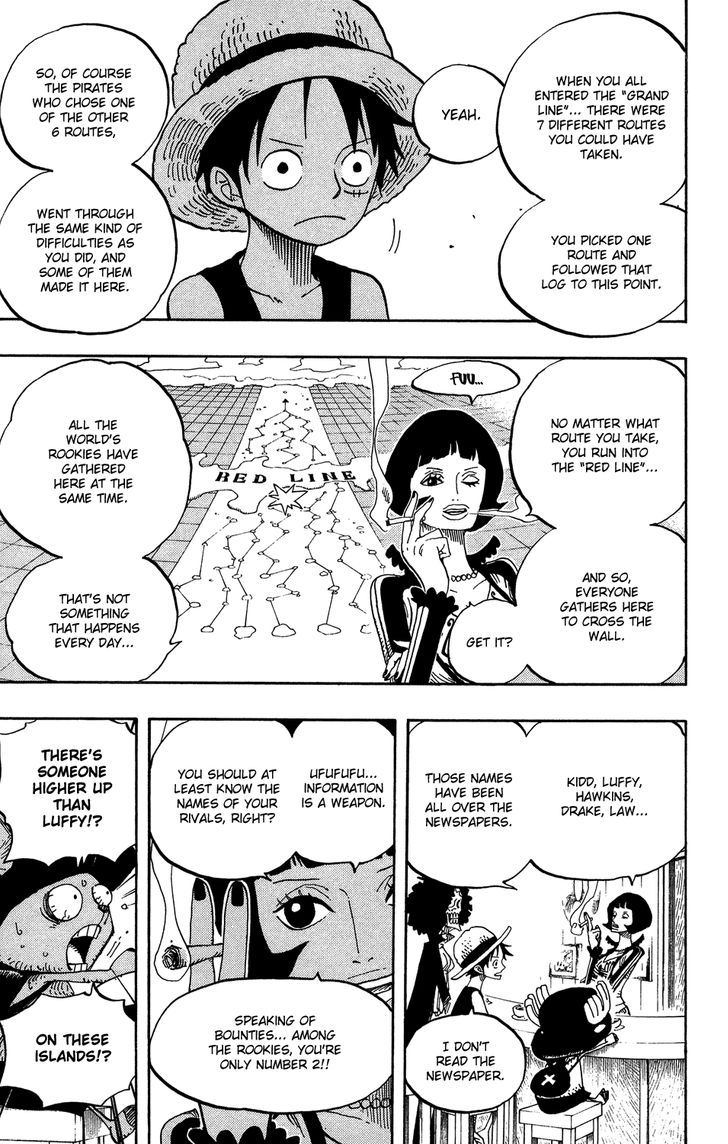 WHEN YOU ALL
ENTERED THE "GRAND
LINE"... THERE WERE
7 DIFFERENT ROUTES
YOU COULD HAVE
TAKEN.
YOU PICKED ONE
ROUTE AND
FOLLOWED THAT
LOG TO THIS POINT.
YEAH.
SO, OF COURSE
THE PIRATES
WHO CHOSE ONE
OF THE OTHER
6 ROUTES,
WENT THROUGH
THE SAME KIND OF
DIFFICULTIES AS
YOU DID, AND
SOME OF THEM
MADE IT HERE.
NO MATTER WHAT
ROUTE YOU TAKE,
YOU RUN INTO
THE "RED LINE"...
AND SO,
EVERYONE
GATHERS HERE
TO CROSS THE
WALL.
GET IT?
FUU...
RED LINE
ALL THE
WORLD'S
ROOKIES HAVE
GATHERED
HERE AT THE
SAME TIME.
THAT'S NOT
SOMETHING
THAT HAPPENS
EVERY DAY...
KIDD, LUFFY,
HAWKINS,
DRAKE, LAW...
THOSE NAMES
HAVE BEEN
ALL OVER THE
NEWSPAPERS.
I DON'T
READ THE
NEWSPAPER.
UFUFUFU...
INFORMATION
IS A WEAPON.
YOU SHOULD AT
LEAST KNOW THE
NAMES OF YOUR
RIVALS, RIGHT?
SPEAKING OF
BOUNTIES... AMONG
THE ROOKIES, YOU'RE
ONLY NUMBER 2!!
THERE'S
SOMEONE
HIGHER UP
THAN
LUFFY!?
ON THESE
ISLANDS!?